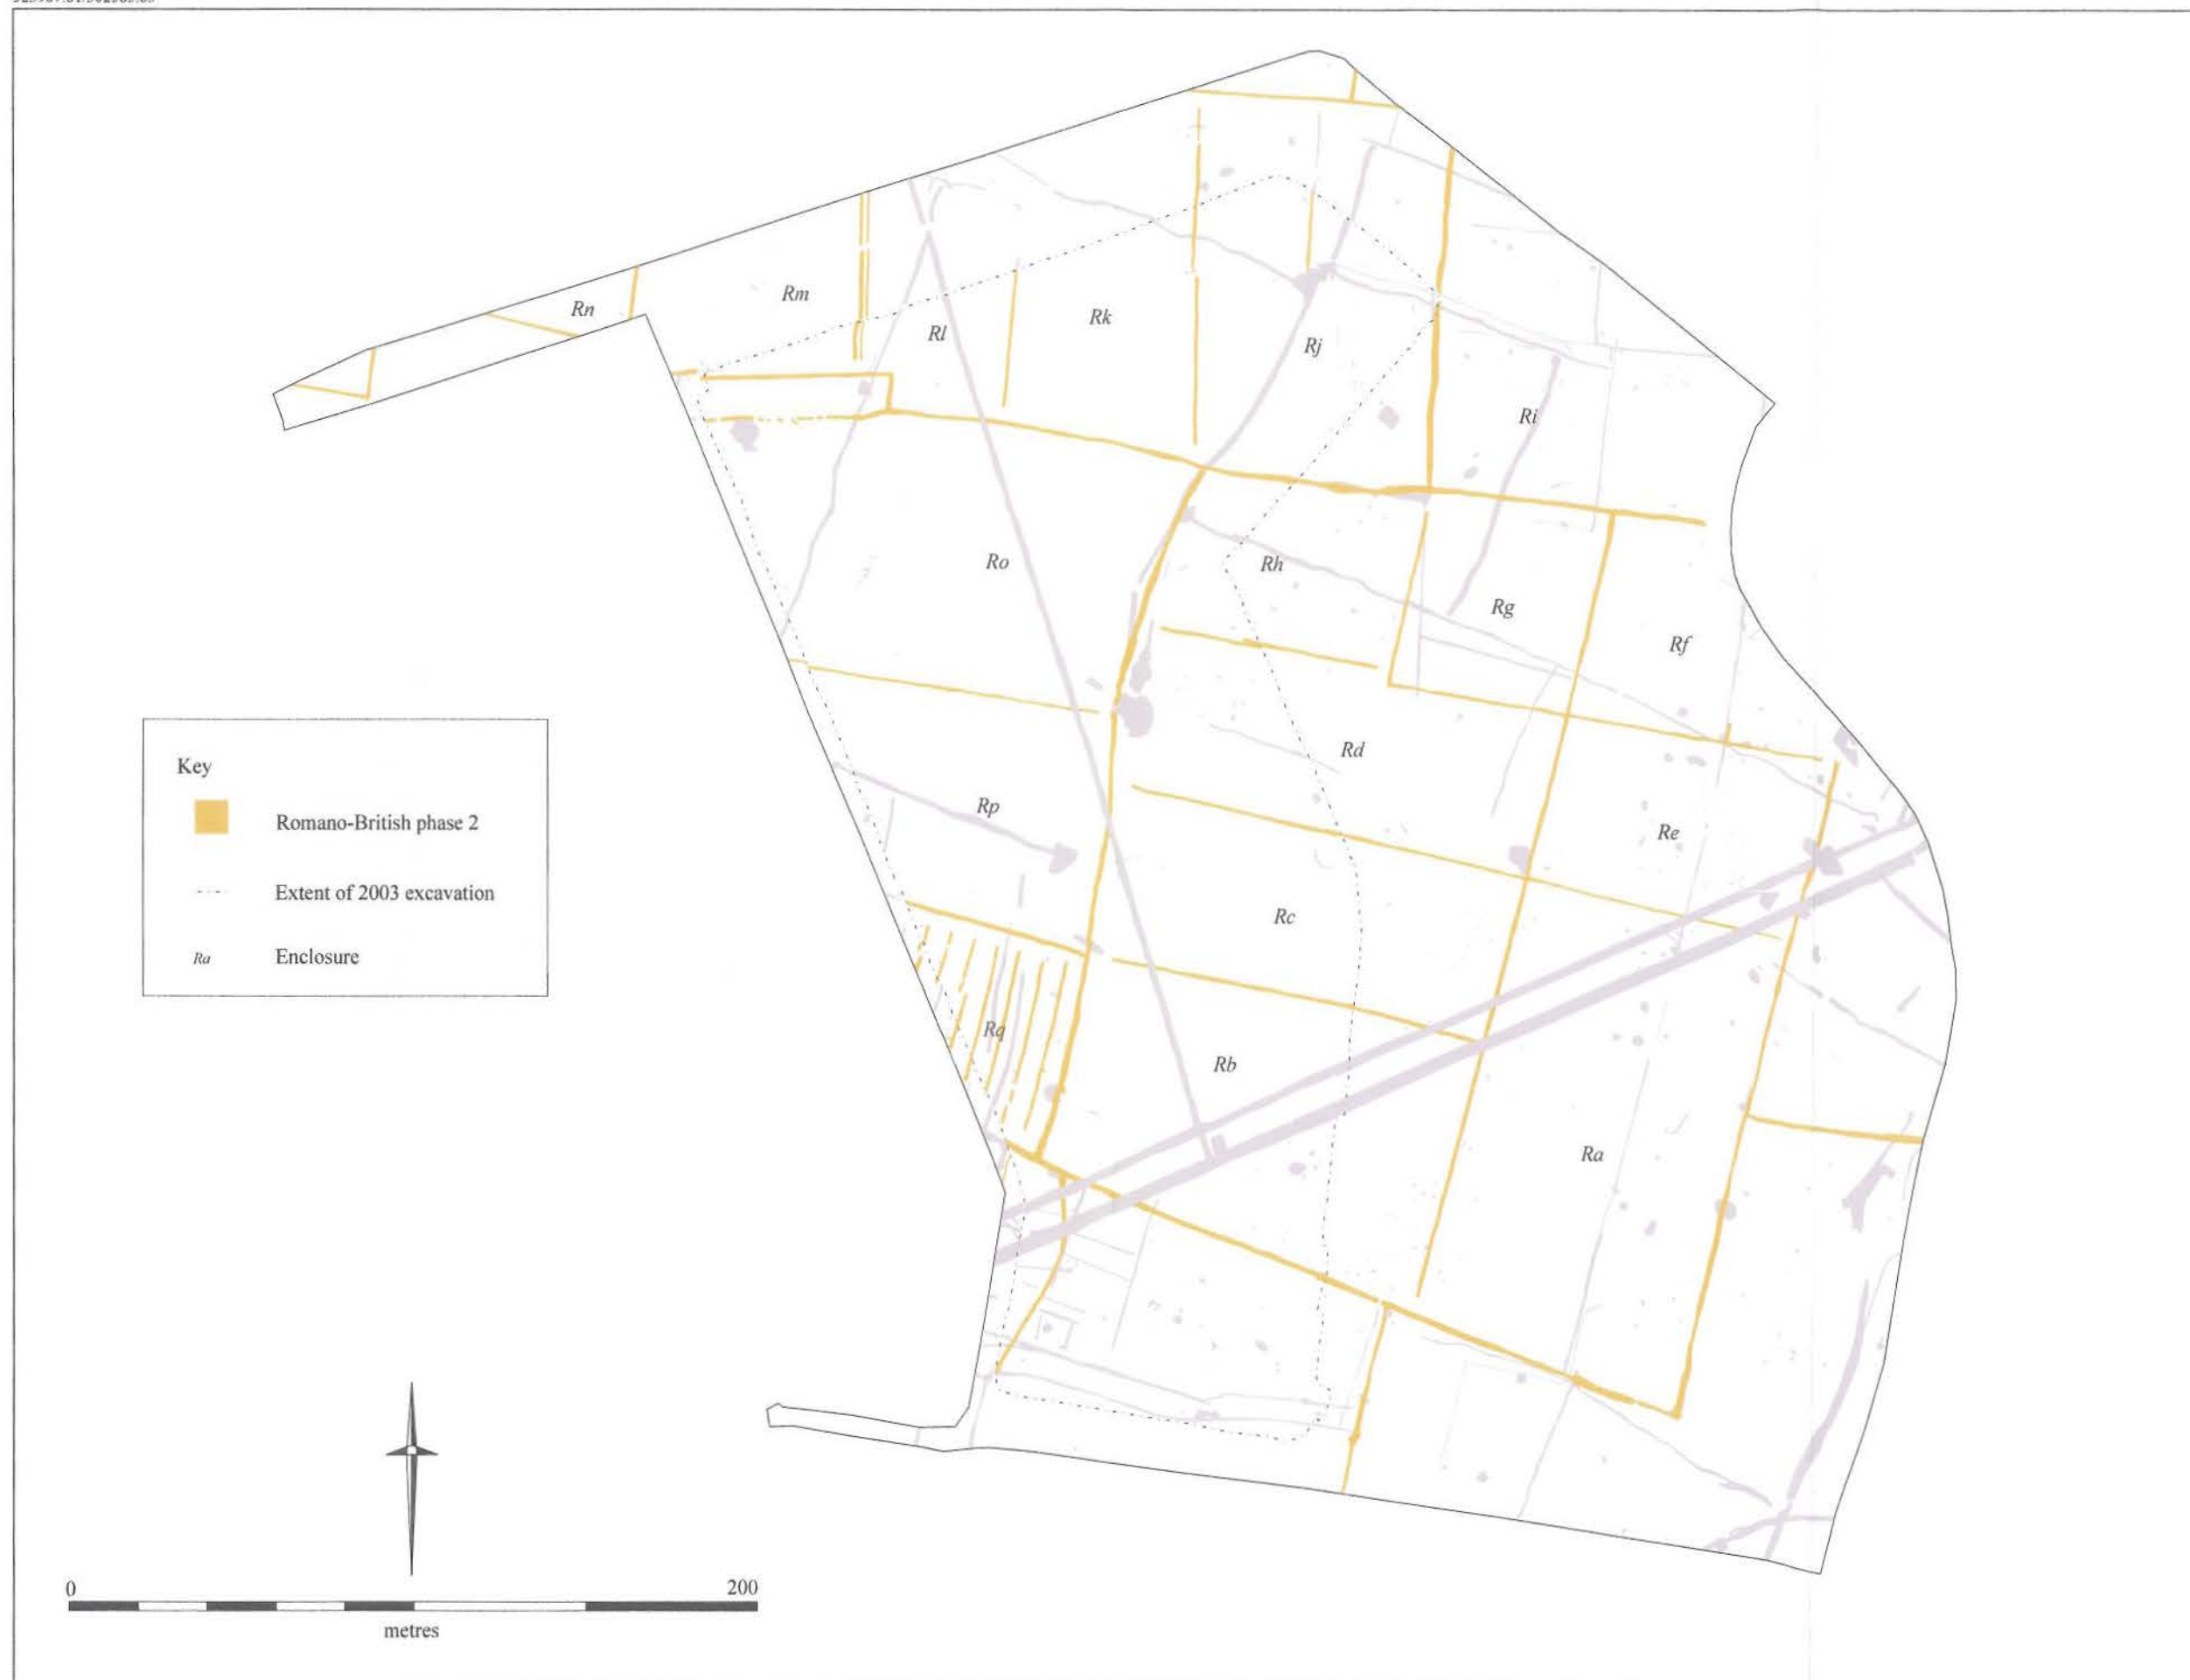 Rn
Rm
Rl
Rk
Rj
Ri
Ro
Rh
Rg
Rf
Rd
Rp
Re
Rc
Rq
Rb
Ra
Key
Romano-British phase 2
Extent of 2003 excavation
Ra Enclosure
0 200
metres